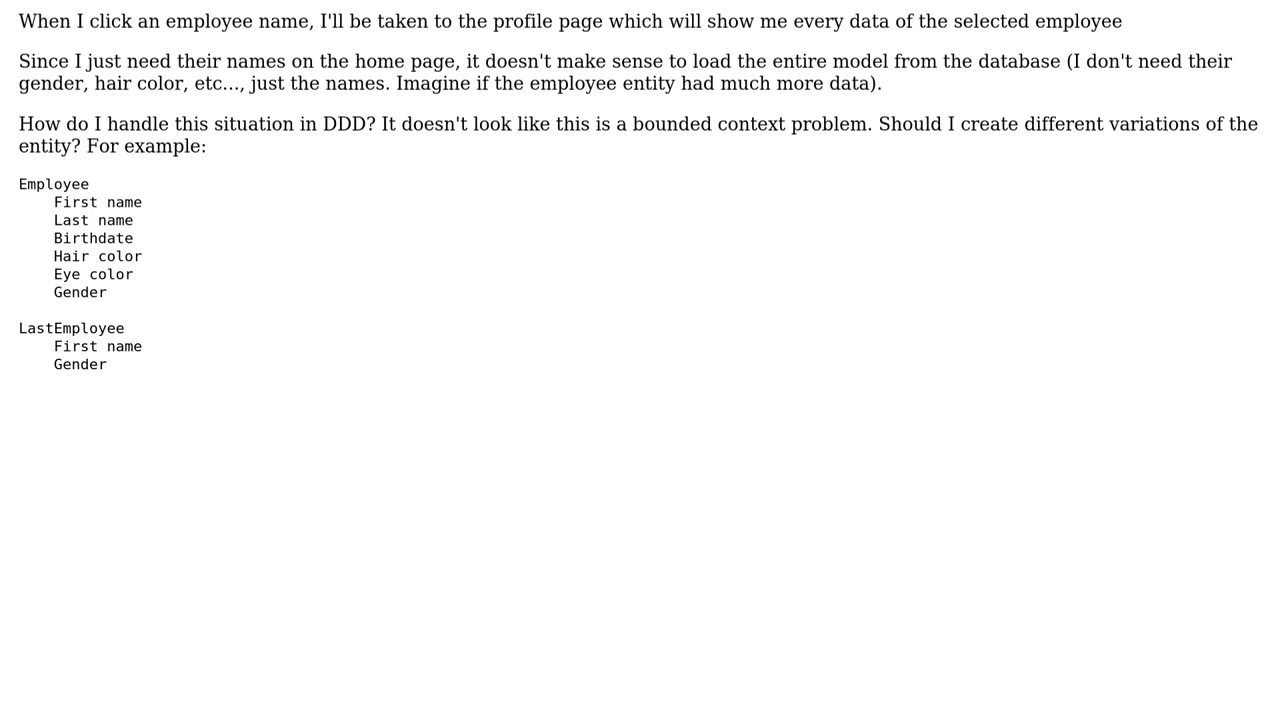 When I click an employee name, I'll be taken to the profile page which will show me every data of the selected employee
Since I just need their names on the home page, it doesn't make sense to load the entire model from the database (I don't need their
gender, hair color, etc..., just the names. Imagine if the employee entity had much more data).
How do I handle this situation in DDD? It doesn't look like this is a bounded context problem. Should I create different variations of the
entity? For example:
Employee
    First name
    Last name
    Birthdate
    Hair color
    Eye color
    Gender

LastEmployee
    First name
    Gender